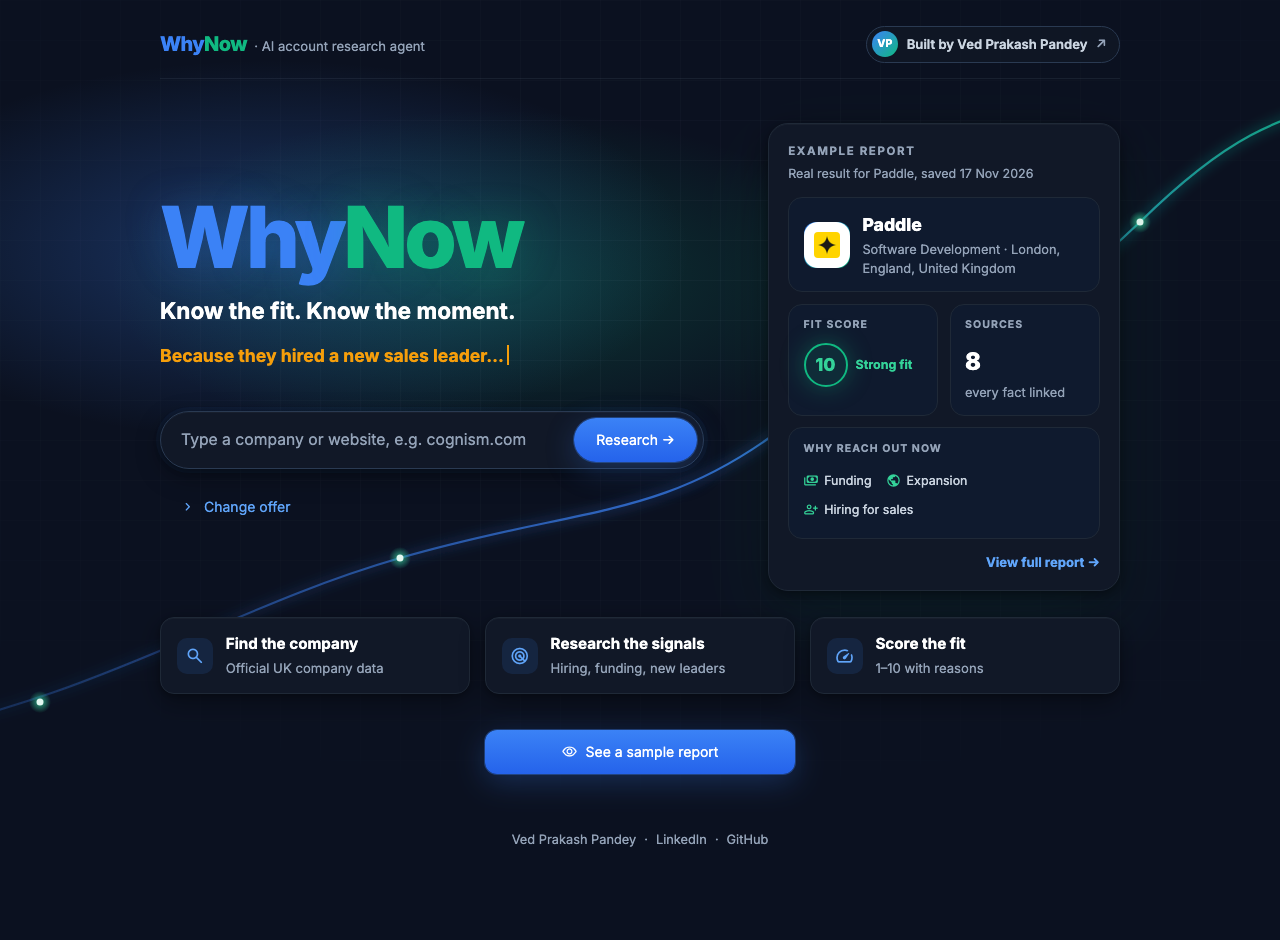 WhyNow · AI account research agent
VP Built by Ved Prakash Pandey ↗
WhyNow
Know the fit. Know the moment.
Because they hired a new sales leader...
Type a company or website, e.g. cognism.com
Research →
Change offer
EXAMPLE REPORT
Real result for Paddle, saved 17 Nov 2026
Paddle
Software Development · London,
England, United Kingdom
FIT SCORE
10 Strong fit
SOURCES
8
every fact linked
WHY REACH OUT NOW
Funding Expansion
Hiring for sales
View full report →
Find the company
Official UK company data
Research the signals
Hiring, funding, new leaders
Score the fit
1–10 with reasons
See a sample report
Ved Prakash Pandey · LinkedIn · GitHub